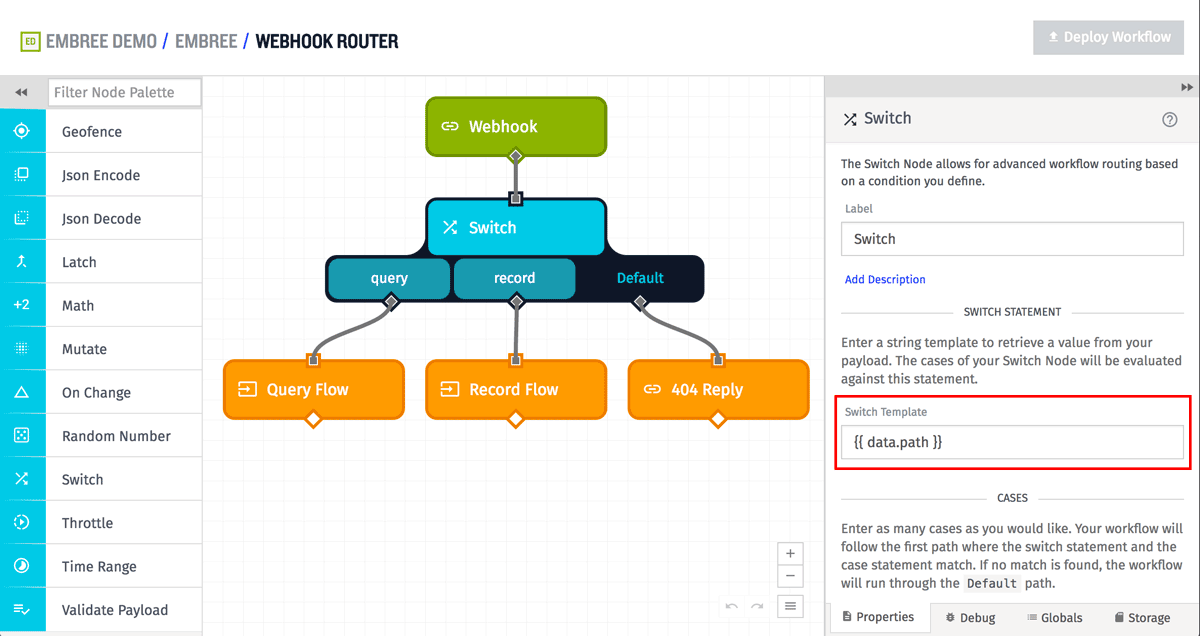 ED EMBREE DEMO / EMBREE / WEBHOOK ROUTER
Deploy Workflow
Filter Node Palette
Geofence
Json Encode
Json Decode
Latch
+2 Math
Mutate
On Change
Random Number
Switch
Throttle
Time Range
Validate Payload
Webhook
Switch
query
record
Default
Query Flow
Record Flow
404 Reply
Switch
The Switch Node allows for advanced workflow routing based
on a condition you define.
Label
Switch
Add Description
SWITCH STATEMENT
Enter a string template to retrieve a value from your
payload. The cases of your Switch Node will be evaluated
against this statement.
Switch Template
{{ data.path }}
CASES
Enter as many cases as you would like. Your workflow will
follow the first path where the switch statement and the
case statement match. If no match is found, the workflow
will run through the Default path.
Properties
Debug
Globals
Storage